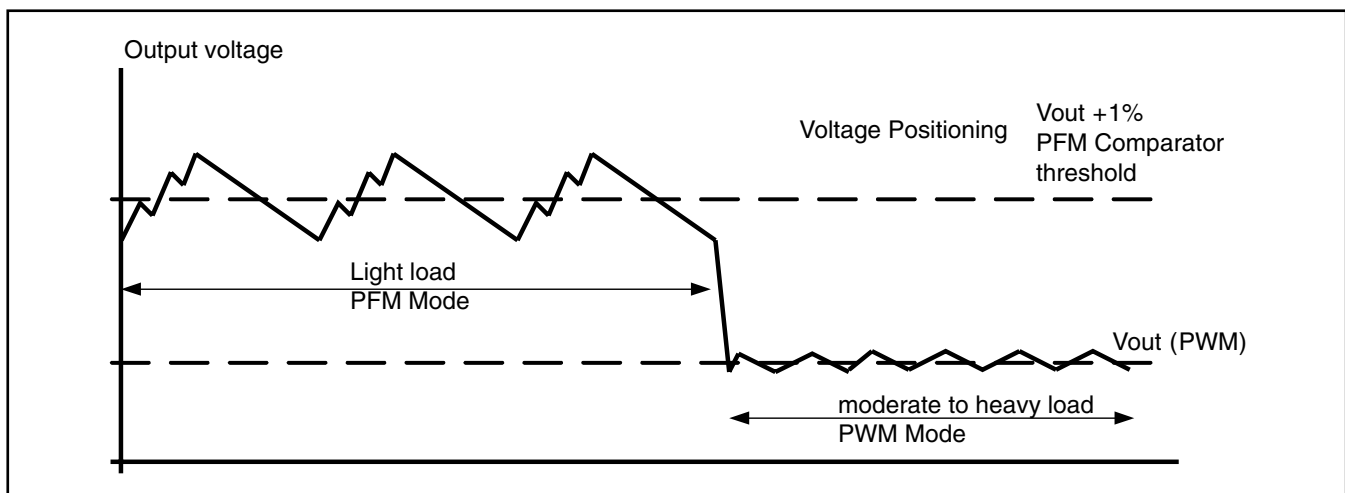 Output voltage
Voltage Positioning
Vout +1%
PFM Comparator
threshold
Light load
PFM Mode
Vout (PWM)
moderate to heavy load
PWM Mode